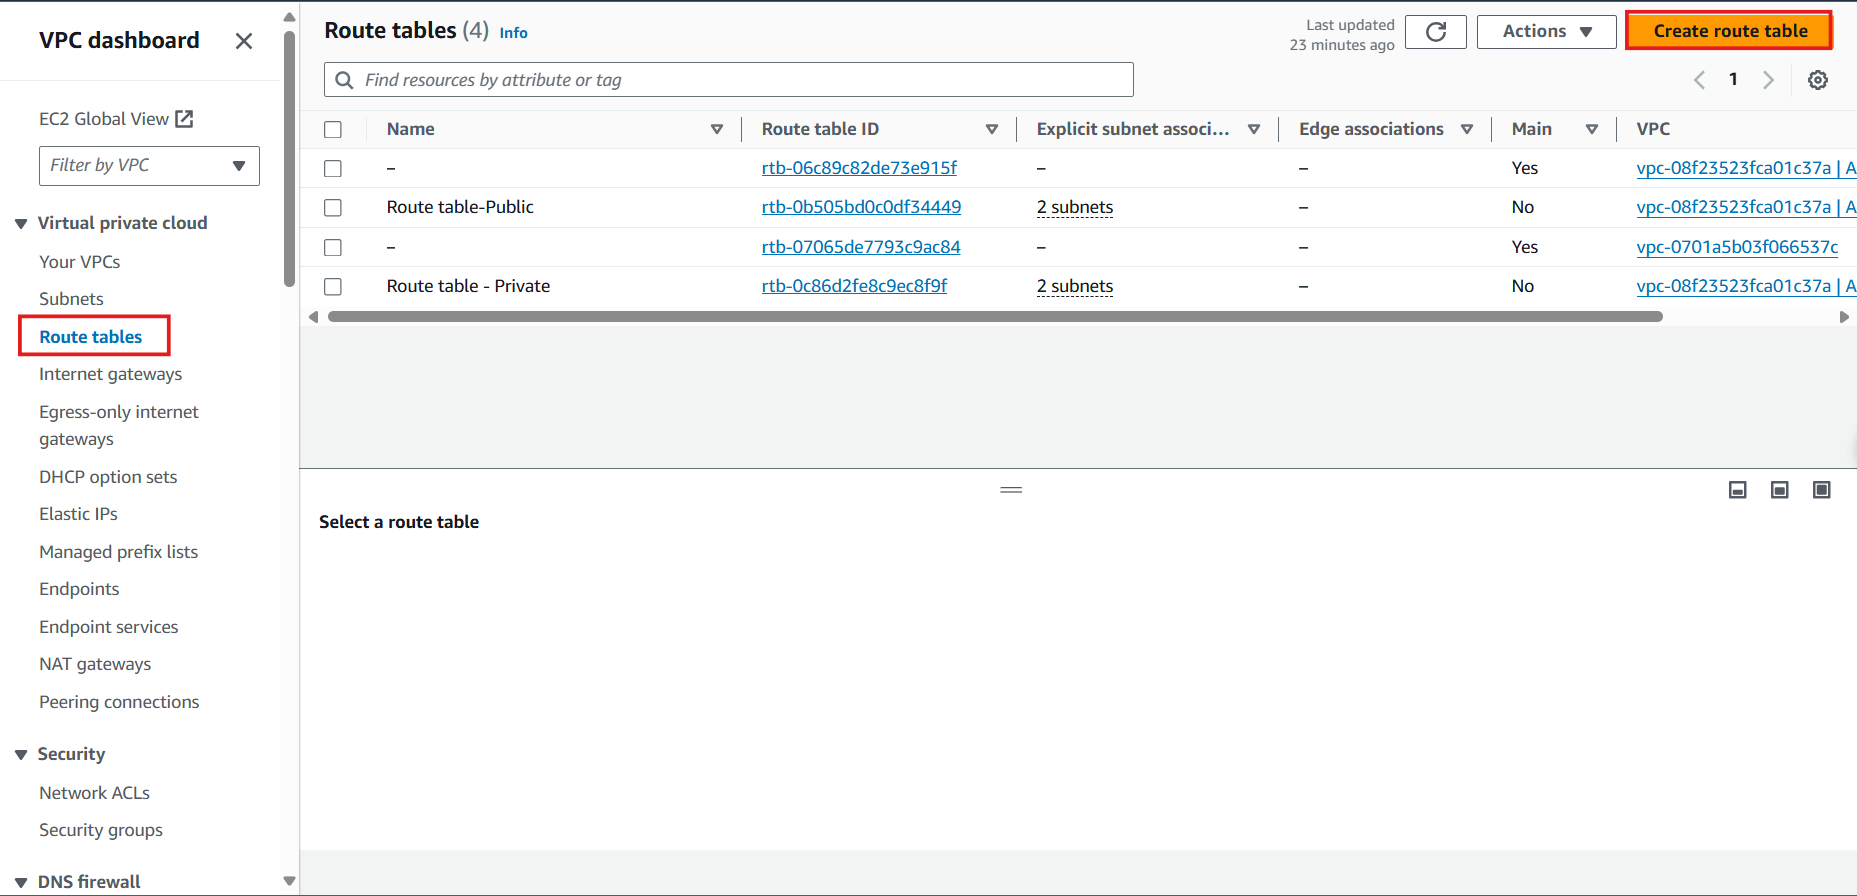 VPC dashboard
EC2 Global View
Filter by VPC
Virtual private cloud
Your VPCs
Subnets
Route tables
Internet gateways
Egress-only internet
gateways
DHCP option sets
Elastic IPs
Managed prefix lists
Endpoints
Endpoint services
NAT gateways
Peering connections
Security
Network ACLs
Security groups
DNS firewall
Route tables (4) Info
Last updated
23 minutes ago
Actions
Create route table
Find resources by attribute or tag
1
Name Route table ID Explicit subnet associ... Edge associations Main VPC
– rtb-06c89c82de73e915f – – Yes vpc-08f23523fca01c37a | A
Route table-Public rtb-0b505bd0c0df34449 2 subnets – No vpc-08f23523fca01c37a | A
– rtb-07065de7793c9ac84 – – Yes vpc-0701a5b03f066537c
Route table - Private rtb-0c86d2fe8c9ec8f9f 2 subnets – No vpc-08f23523fca01c37a | A
Select a route table